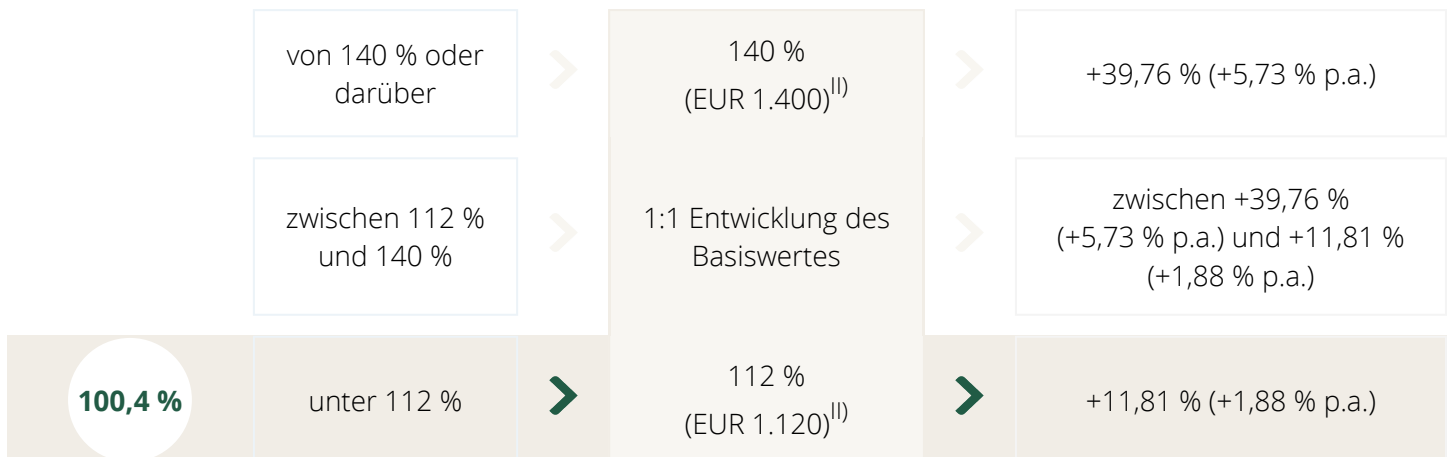 von 140 % oder
darüber
140 %
(EUR 1.400)II)
+39,76 % (+5,73 % p.a.)
zwischen 112 %
und 140 %
1:1 Entwicklung des
Basiswertes
zwischen +39,76 %
(+5,73 % p.a.) und +11,81 %
(+1,88 % p.a.)
100,4 %
unter 112 %
112 %
(EUR 1.120)II)
+11,81 % (+1,88 % p.a.)